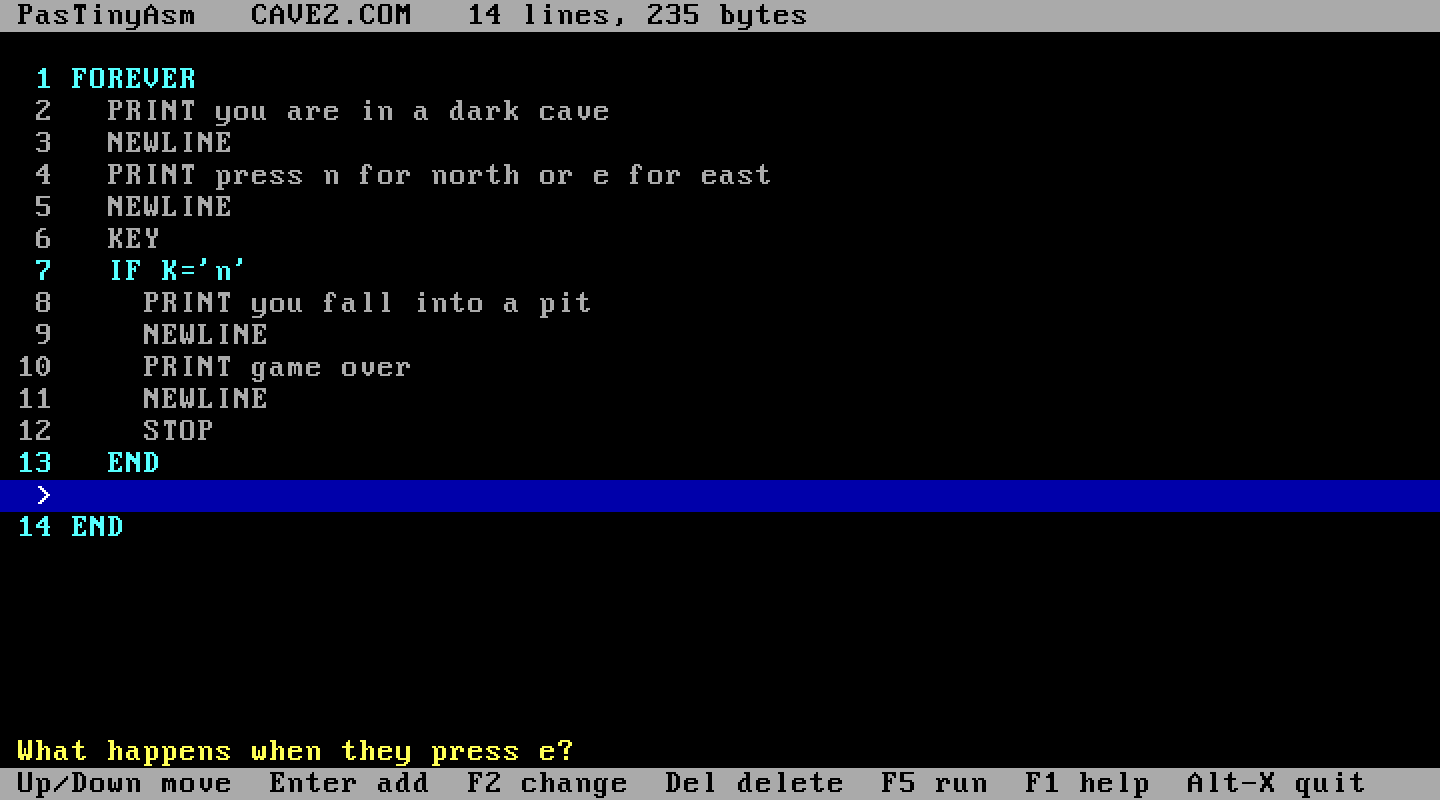 PasTinyAsm   CAVE2.COM   14 lines, 235 bytes
 1 FOREVER
 2   PRINT you are in a dark cave
 3   NEWLINE
 4   PRINT press n for north or e for east
 5   NEWLINE
 6   KEY
 7   IF K='n'
 8     PRINT you fall into a pit
 9     NEWLINE
10     PRINT game over
11     NEWLINE
12     STOP
13   END
 >
14 END
What happens when they press e?
Up/Down move  Enter add  F2 change  Del delete  F5 run  F1 help  Alt-X quit